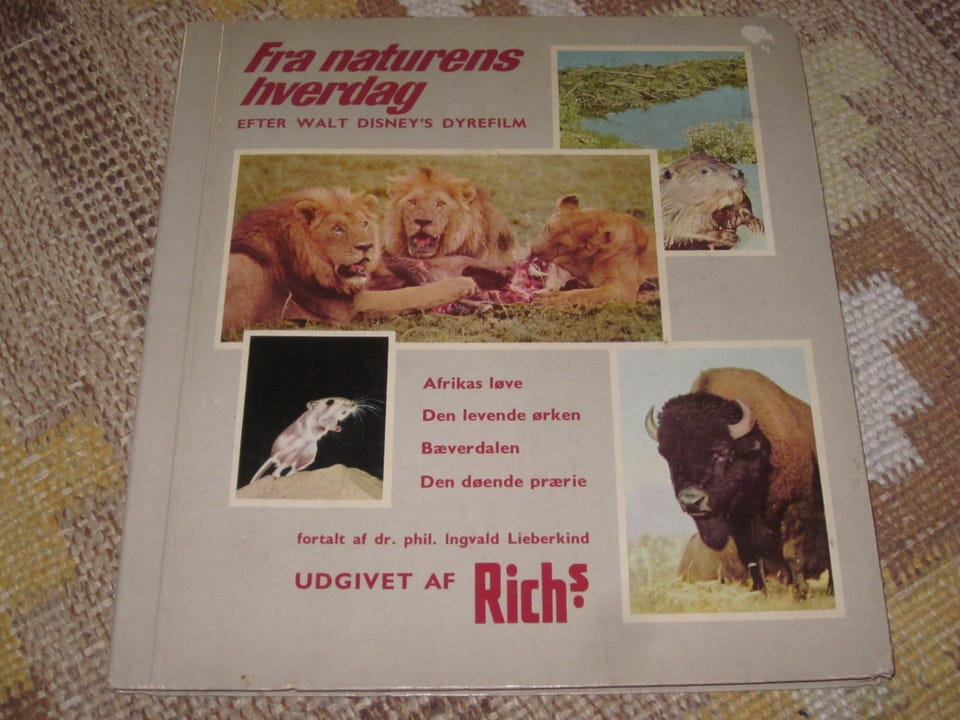 Fra naturens
hverdag
EFTER WALT DISNEY'S DYREFILM
Afrikas løve
Den levende ørken
Bæverdalen
Den døende prærie
fortalt af dr. phil. Ingvald Lieberkind
UDGIVET AF Richs